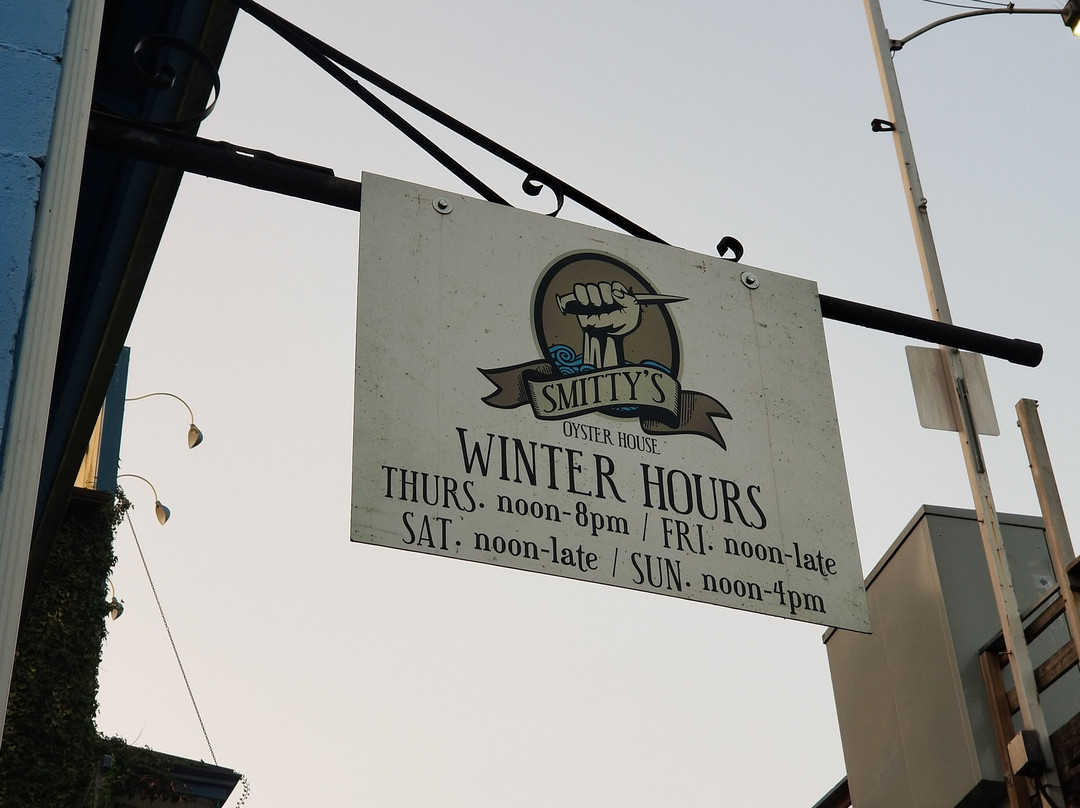 SMITTY'S
OYSTER HOUSE
WINTER HOURS
THURS. noon-8pm / FRI. noon-late
SAT. noon-late / SUN. noon-4pm